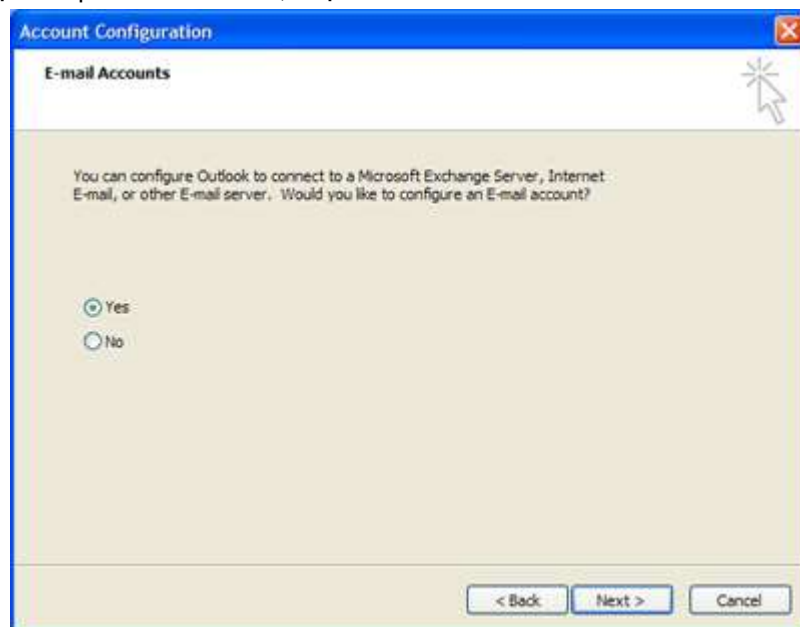 Account Configuration
E-mail Accounts
You can configure Outlook to connect to a Microsoft Exchange Server, Internet
E-mail, or other E-mail server. Would you like to configure an E-mail account?
Yes
No
< Back Next > Cancel